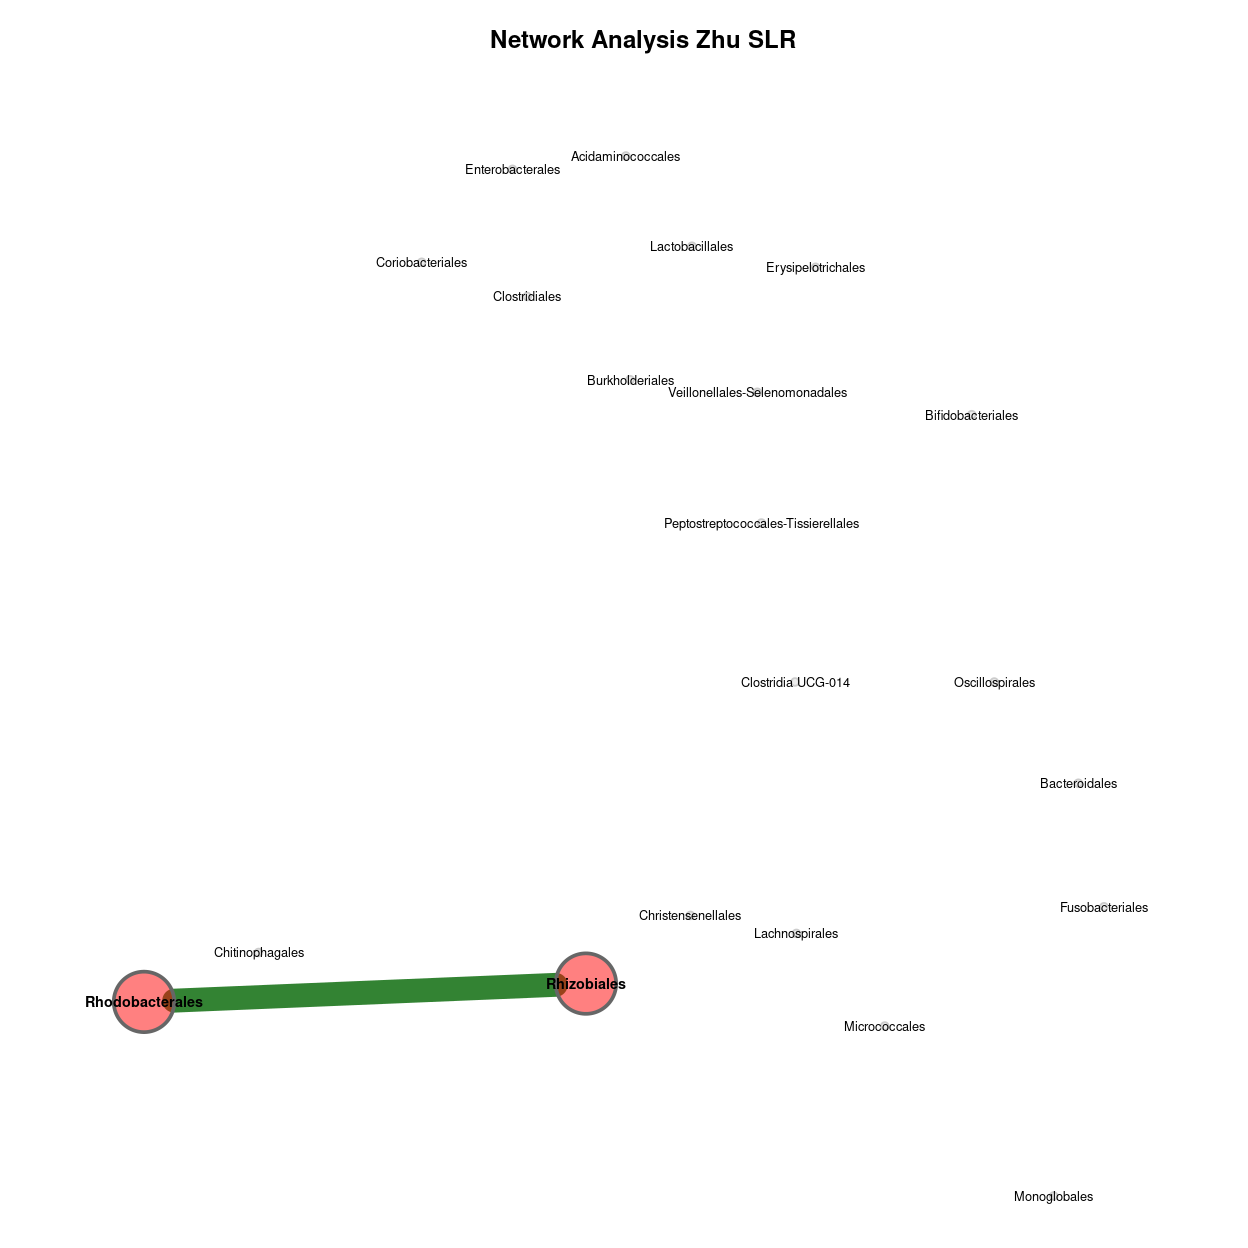 Network Analysis Zhu SLR
Acidaminococcales
Enterobacterales
Lactobacillales
Coriobacteriales
Erysipelotrichales
Clostridiales
Burkholderiales
Veillonellales-Selenomonadales
Bifidobacteriales
Peptostreptococcales-Tissierellales
Clostridia UCG-014
Oscillospirales
Bacteroidales
Fusobacteriales
Christensenellales
Lachnospirales
Chitinophagales
Rhizobiales
Rhodobacterales
Micrococcales
Monoglobales